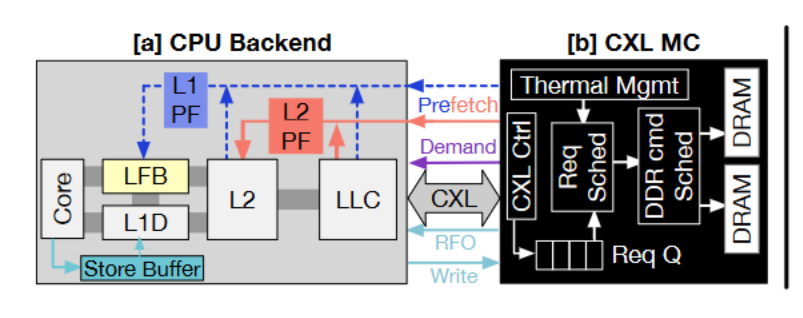 [a] CPU Backend
[b] CXL MC
L1
PF
L2
PF
Prefetch
Demand
Core
LFB
L1D
L2
LLC
CXL
Store Buffer
RFO
Write
Thermal Mgmt
CXL Ctrl
Req
Sched
DDR cmd
Sched
DRAM
DRAM
Req Q